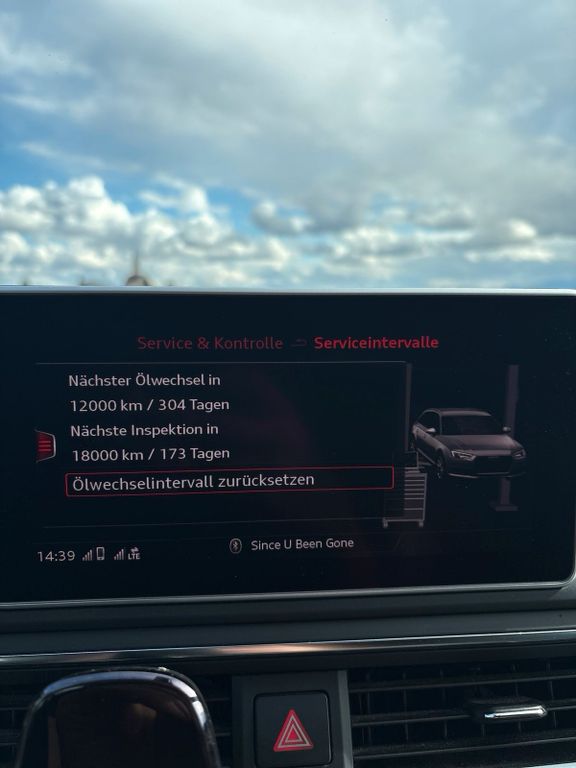 Service & Kontrolle Serviceintervalle
Nächster Ölwechsel in
12000 km / 304 Tagen
Nächste Inspektion in
18000 km / 173 Tagen
Ölwechselintervall zurücksetzen
14:39 LTE Since U Been Gone